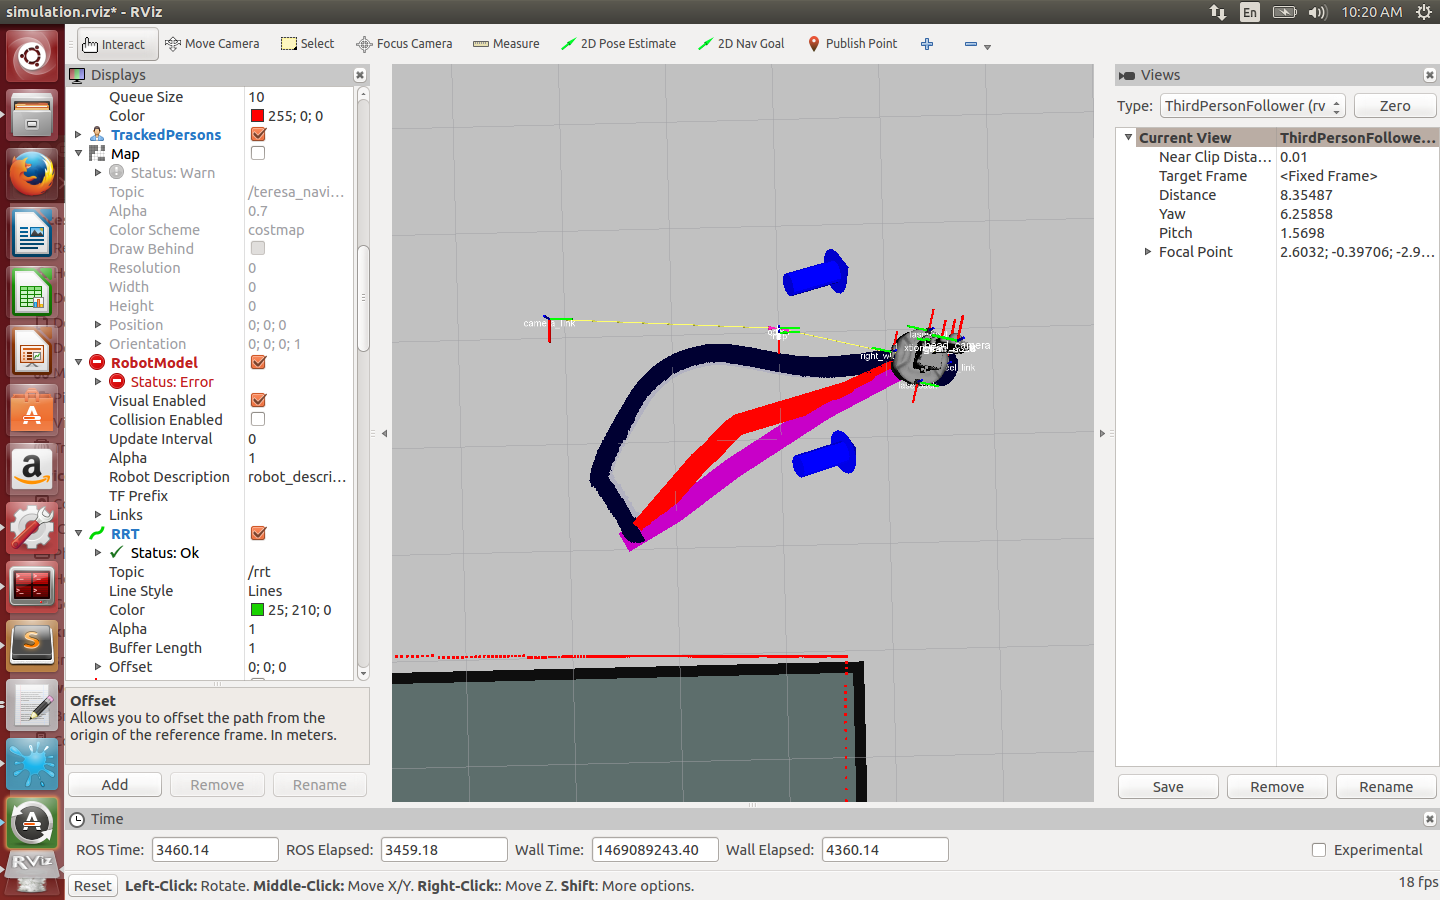 simulation.rviz* - RViz
En
10:20 AM
Interact
Move Camera
Select
Focus Camera
Measure
2D Pose Estimate
2D Nav Goal
Publish Point
Displays
Queue Size 10
Color 255; 0; 0
TrackedPersons
Map
Status: Warn
Topic /teresa_navi...
Alpha 0.7
Color Scheme costmap
Draw Behind
Resolution 0
Width 0
Height 0
Position 0; 0; 0
Orientation 0; 0; 0; 1
RobotModel
Status: Error
Visual Enabled
Collision Enabled
Update Interval 0
Alpha 1
Robot Description robot_descri...
TF Prefix
Links
RRT
Status: Ok
Topic /rrt
Line Style Lines
Color 25; 210; 0
Alpha 1
Buffer Length 1
Offset 0; 0; 0
Offset
Allows you to offset the path from the
origin of the reference frame. In meters.
Add
Remove
Rename
camera_link
Views
Type: ThirdPersonFollower (rv
Zero
Current View ThirdPersonFollowe...
Near Clip Dista... 0.01
Target Frame <Fixed Frame>
Distance 8.35487
Yaw 6.25858
Pitch 1.5698
Focal Point 2.6032; -0.39706; -2.9...
Save
Remove
Rename
Time
ROS Time: 3460.14
ROS Elapsed: 3459.18
Wall Time: 1469089243.40
Wall Elapsed: 4360.14
Experimental
Reset
Left-Click: Rotate. Middle-Click: Move X/Y. Right-Click:: Move Z. Shift: More options.
18 fps
RViz